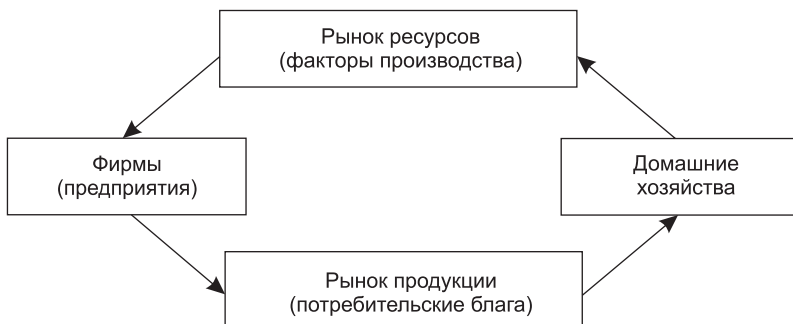 Рынок ресурсов
(факторы производства)
Фирмы
(предприятия)
Домашние
хозяйства
Рынок продукции
(потребительские блага)